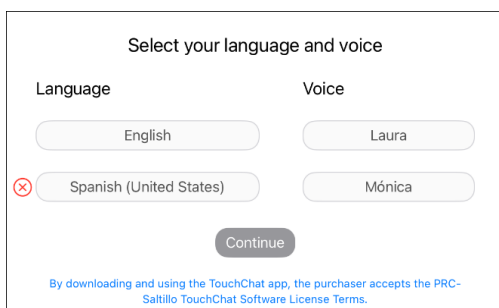 Select your language and voice
Language Voice
English Laura
Spanish (United States) Mónica
Continue
By downloading and using the TouchChat app, the purchaser accepts the PRC-
Saltillo TouchChat Software License Terms.